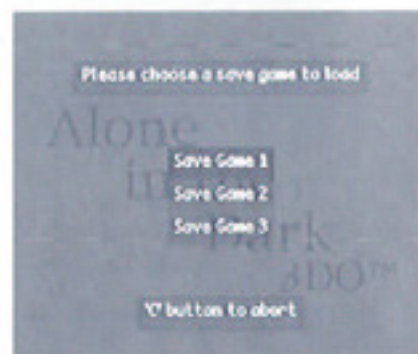 Please choose a save game to load
Alone
Save Game 1
in
Save Game 2
Save Game 3
Dark
3DO™
'C' button to abort